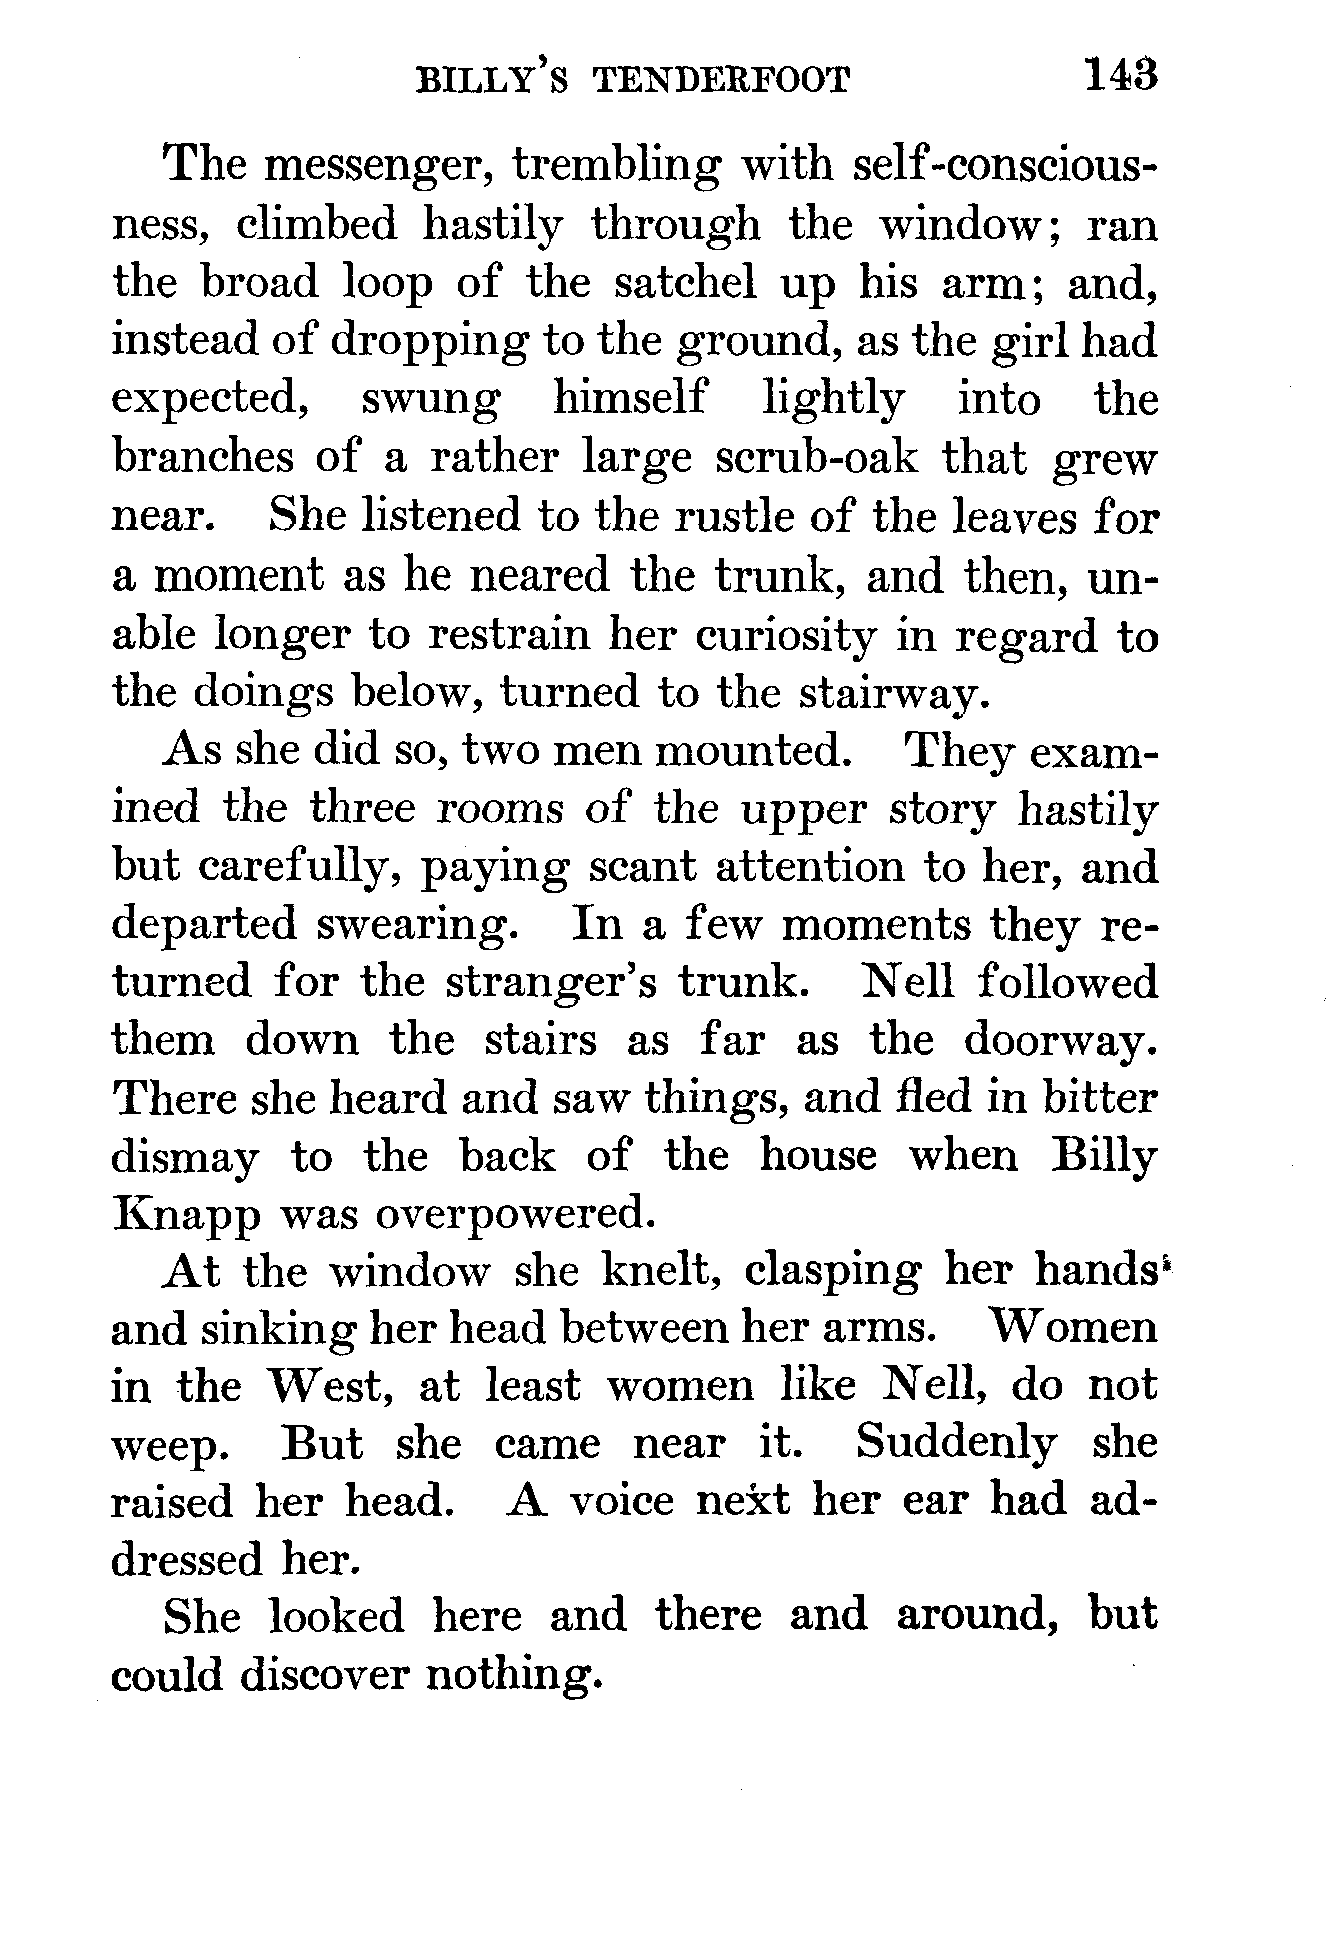 BILLY'S TENDERFOOT 143
The messenger, trembling with self-conscious-
ness, climbed hastily through the window; ran
the broad loop of the satchel up his arm; and,
instead of dropping to the ground, as the girl had
expected, swung himself lightly into the
branches of a rather large scrub-oak that grew
near. She listened to the rustle of the leaves for
a moment as he neared the trunk, and then, un-
able longer to restrain her curiosity in regard to
the doings below, turned to the stairway.
As she did so, two men mounted. They exam-
ined the three rooms of the upper story hastily
but carefully, paying scant attention to her, and
departed swearing. In a few moments they re-
turned for the stranger's trunk. Nell followed
them down the stairs as far as the doorway.
There she heard and saw things, and fled in bitter
dismay to the back of the house when Billy
Knapp was overpowered.
At the window she knelt, clasping her hands
and sinking her head between her arms. Women
in the West, at least women like Nell, do not
weep. But she came near it. Suddenly she
raised her head. A voice next her ear had ad-
dressed her.
She looked here and there and around, but
could discover nothing.